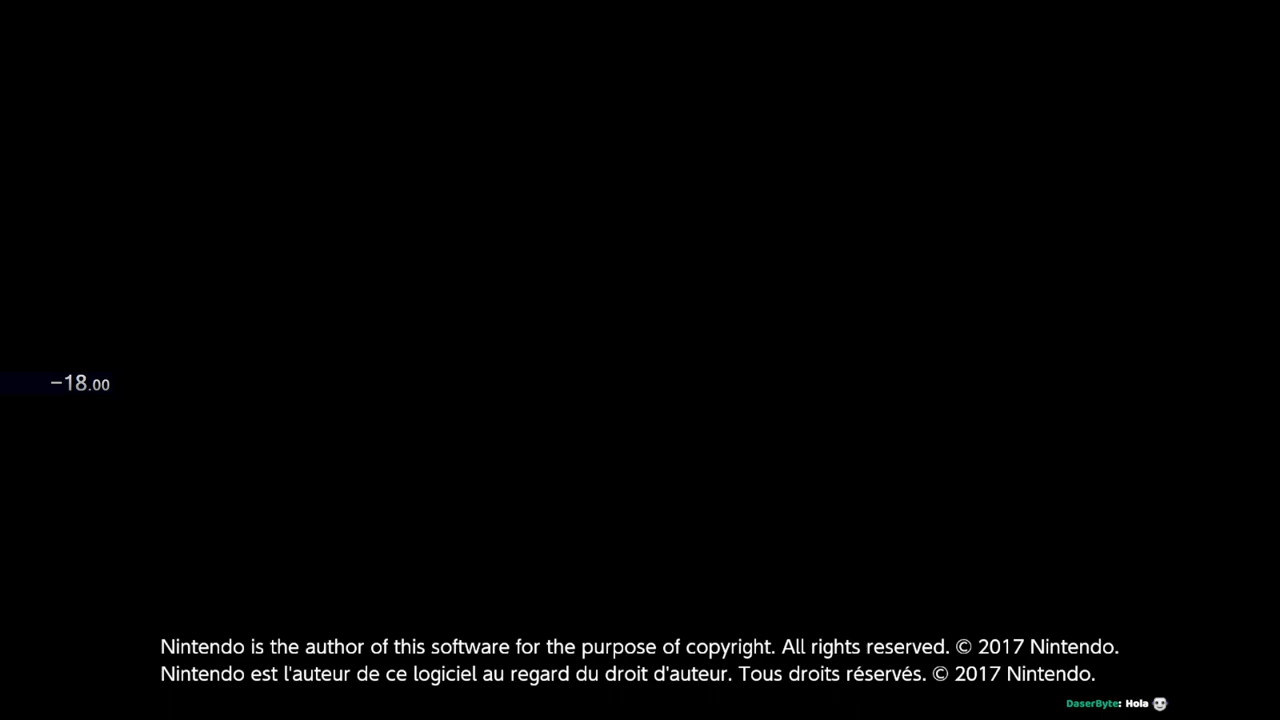 −18.00
Nintendo is the author of this software for the purpose of copyright. All rights reserved. © 2017 Nintendo.
Nintendo est l'auteur de ce logiciel au regard du droit d'auteur. Tous droits réservés. © 2017 Nintendo.
DaserByte: Hola